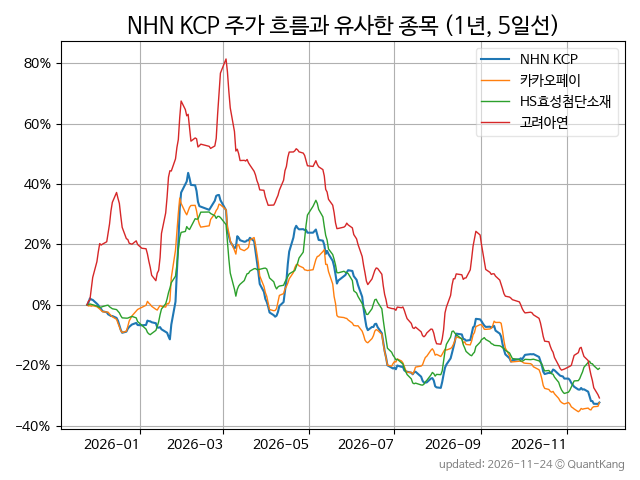 NHN KCP 주가 흐름과 유사한 종목 (1년, 5일선)
NHN KCP
카카오페이
HS효성첨단소재
고려아연
80%
60%
40%
20%
0%
−20%
−40%
2026-01
2026-03
2026-05
2026-07
2026-09
2026-11
updated: 2026-11-24 © QuantKang